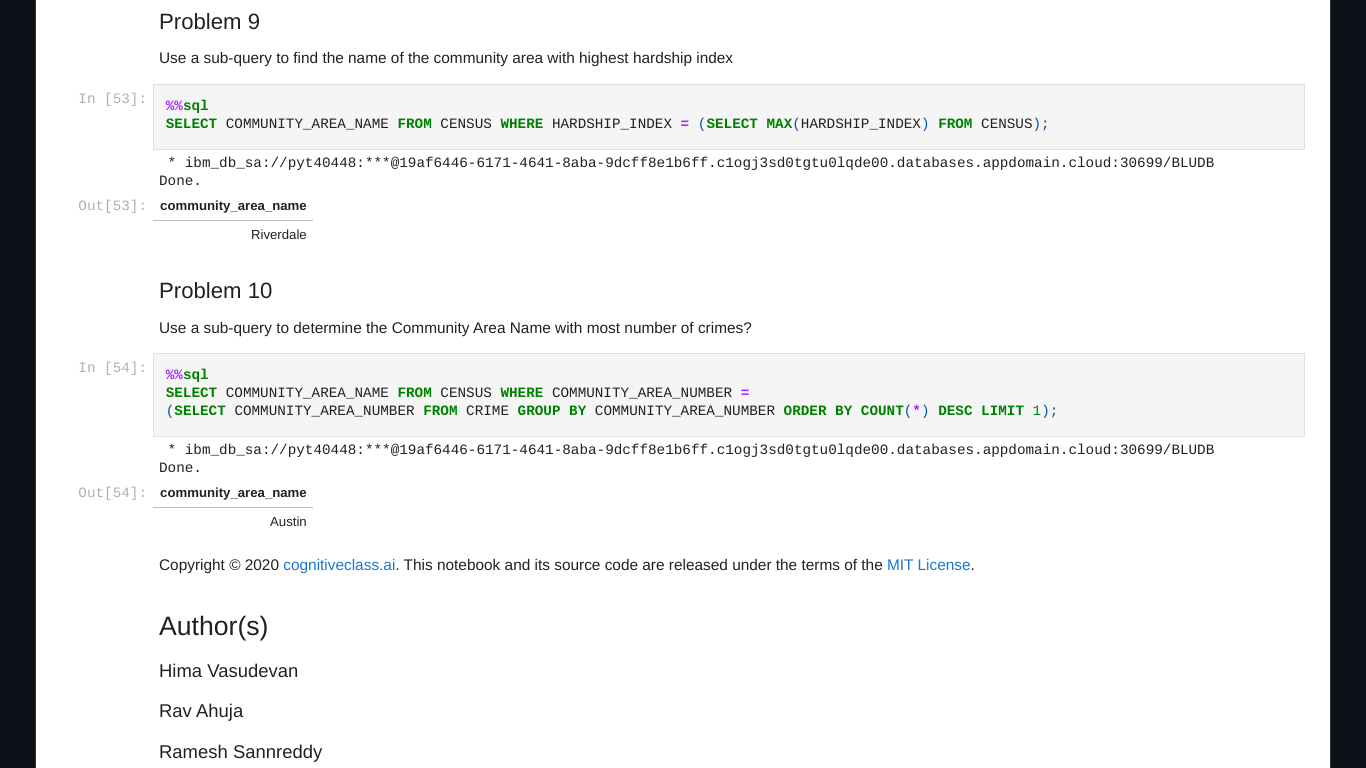 Problem 9
Use a sub-query to find the name of the community area with highest hardship index
In [53]:
%%sql
SELECT COMMUNITY_AREA_NAME FROM CENSUS WHERE HARDSHIP_INDEX = (SELECT MAX(HARDSHIP_INDEX) FROM CENSUS);
* ibm_db_sa://pyt40448:***@19af6446-6171-4641-8aba-9dcff8e1b6ff.c1ogj3sd0tgtu0lqde00.databases.appdomain.cloud:30699/BLUDB
Done.
Out[53]: community_area_name
Riverdale
Problem 10
Use a sub-query to determine the Community Area Name with most number of crimes?
In [54]:
%%sql
SELECT COMMUNITY_AREA_NAME FROM CENSUS WHERE COMMUNITY_AREA_NUMBER =
(SELECT COMMUNITY_AREA_NUMBER FROM CRIME GROUP BY COMMUNITY_AREA_NUMBER ORDER BY COUNT(*) DESC LIMIT 1);
* ibm_db_sa://pyt40448:***@19af6446-6171-4641-8aba-9dcff8e1b6ff.c1ogj3sd0tgtu0lqde00.databases.appdomain.cloud:30699/BLUDB
Done.
Out[54]: community_area_name
Austin
Copyright © 2020 cognitiveclass.ai. This notebook and its source code are released under the terms of the MIT License.
Author(s)
Hima Vasudevan
Rav Ahuja
Ramesh Sannreddy